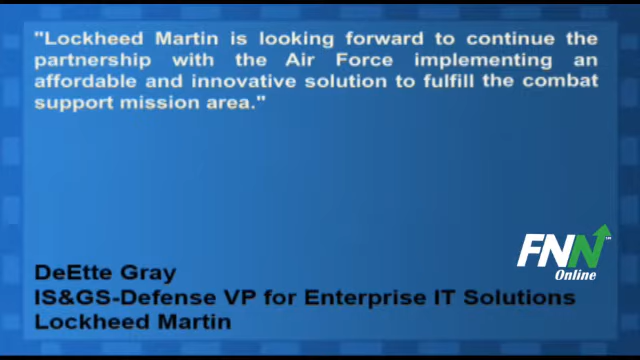 "Lockheed Martin is looking forward to continue the
partnership with the Air Force implementing an
affordable and innovative solution to fulfill the combat
support mission area."
FNN
Online
DeEtte Gray
IS&GS-Defense VP for Enterprise IT Solutions
Lockheed Martin